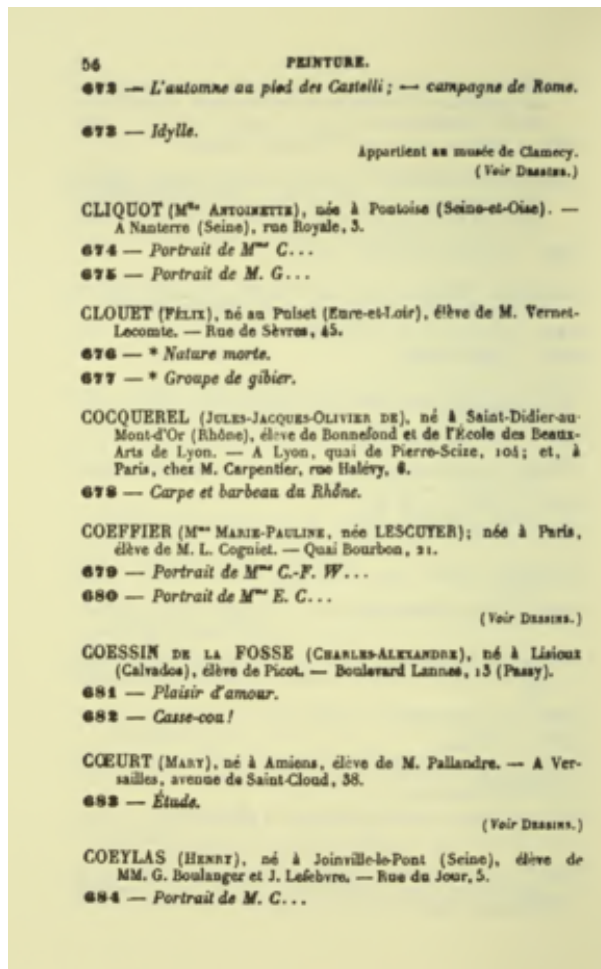 56 PEINTURE.
672 — L'automne au pied des Castelli; — campagne de Rome.
673 — Idylle.
Appartient au musée de Clamecy.
(Voir Dessins.)
CLIQUOT (Mlle Antoinette), née à Pontoise (Seine-et-Oise). —
A Nanterre (Seine), rue Royale, 3.
674 — Portrait de Mme C...
675 — Portrait de M. G...
CLOUET (Félix), né au Puiset (Eure-et-Loir), élève de M. Vernet-
Lecomte. — Rue de Sèvres, 45.
676 — * Nature morte.
677 — * Groupe de gibier.
COCQUEREL (Jules-Jacques-Olivier de), né à Saint-Didier-au-
Mont-d'Or (Rhône), élève de Bonnefond et de l'École des Beaux-
Arts de Lyon. — A Lyon, quai de Pierre-Scize, 104; et, à
Paris, chez M. Carpentier, rue Halévy, 6.
678 — Carpe et barbeau du Rhône.
COEFFIER (Mme Marie-Pauline, née LESCUYER); née à Paris,
élève de M. L. Cogniet. — Quai Bourbon, 21.
679 — Portrait de Mme C.-F. W...
680 — Portrait de Mme E. C...
(Voir Dessins.)
COESSIN DE LA FOSSE (Charles-Alexandre), né à Lisieux
(Calvados), élève de Picot. — Boulevard Lannes, 13 (Passy).
681 — Plaisir d'amour.
682 — Casse-cou!
CŒURT (Mary), né à Amiens, élève de M. Pallandre. — A Ver-
sailles, avenue de Saint-Cloud, 38.
683 — Étude.
(Voir Dessins.)
COEYLAS (Henry), né à Joinville-le-Pont (Seine), élève de
MM. G. Boulanger et J. Lefebvre. — Rue du Jour, 5.
684 — Portrait de M. C...